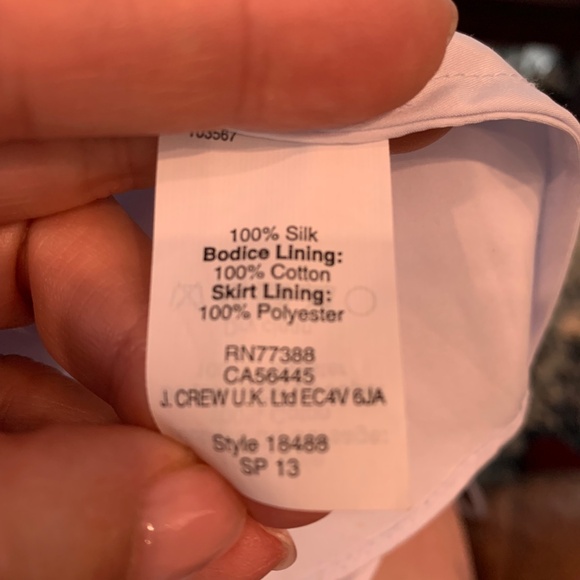 103567
100% Silk
Bodice Lining:
100% Cotton
Skirt Lining:
100% Polyester
RN77388
CA56445
J. CREW U.K. Ltd EC4V 6JA
Style 18488
SP 13